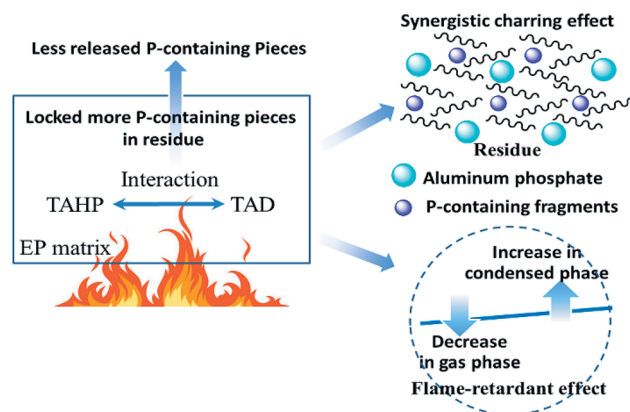 Less released P-containing Pieces
Locked more P-containing pieces
in residue
Interaction
TAHP
TAD
EP matrix
Synergistic charring effect
Residue
Aluminum phosphate
P-containing fragments
Increase in
condensed phase
Decrease
in gas phase
Flame-retardant effect